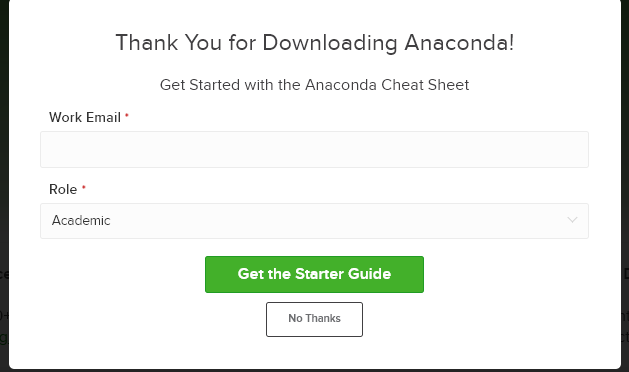 Thank You for Downloading Anaconda!
Get Started with the Anaconda Cheat Sheet
Work Email *
Role *
Academic
Get the Starter Guide
No Thanks